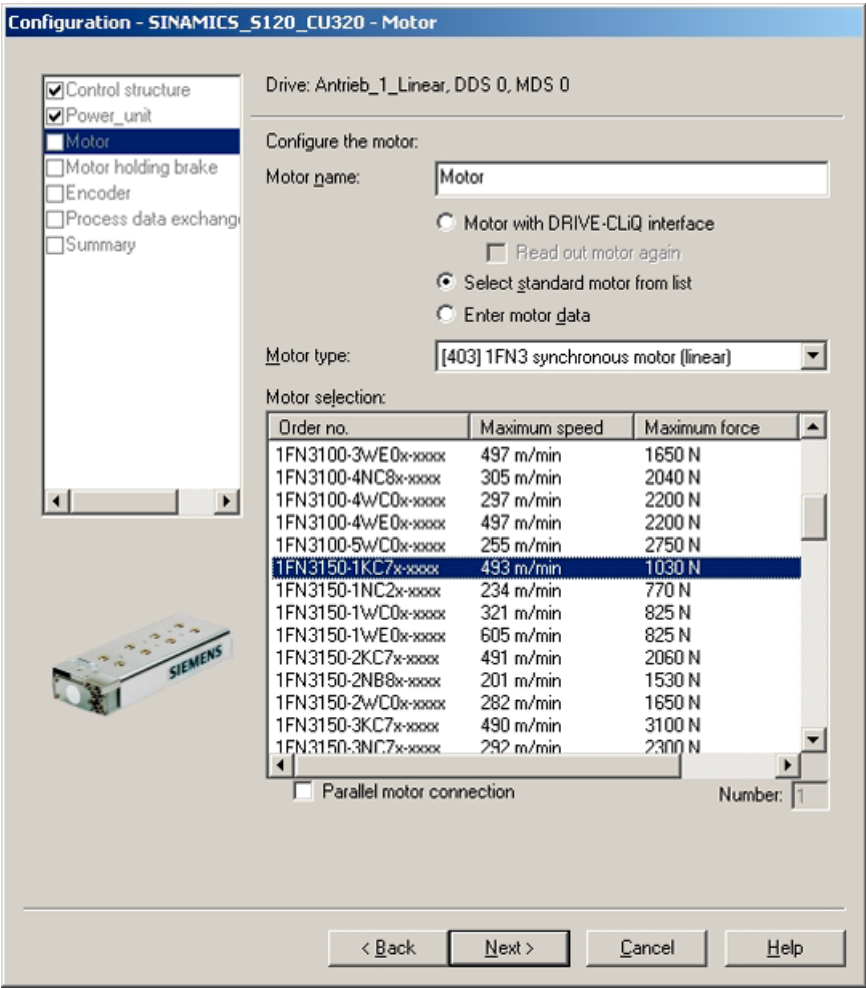 Configuration - SINAMICS_S120_CU320 - Motor
Control structure
Power_unit
Motor
Motor holding brake
Encoder
Process data exchang
Summary
Drive: Antrieb_1_Linear, DDS 0, MDS 0
Configure the motor:
Motor name: Motor
Motor with DRIVE-CLiQ interface
Read out motor again
Select standard motor from list
Enter motor data
Motor type: [403] 1FN3 synchronous motor (linear)
Motor selection:
Order no. Maximum speed Maximum force
1FN3100-3WE0x-xxxx 497 m/min 1650 N
1FN3100-4NC8x-xxxx 305 m/min 2040 N
1FN3100-4WC0x-xxxx 297 m/min 2200 N
1FN3100-4WE0x-xxxx 497 m/min 2200 N
1FN3100-5WC0x-xxxx 255 m/min 2750 N
1FN3150-1KC7x-xxxx 493 m/min 1030 N
1FN3150-1NC2x-xxxx 234 m/min 770 N
1FN3150-1WC0x-xxxx 321 m/min 825 N
1FN3150-1WE0x-xxxx 605 m/min 825 N
1FN3150-2KC7x-xxxx 491 m/min 2060 N
1FN3150-2NB8x-xxxx 201 m/min 1530 N
1FN3150-2WC0x-xxxx 282 m/min 1650 N
1FN3150-3KC7x-xxxx 490 m/min 3100 N
1FN3150-3NC7x-xxxx 292 m/min 2300 N
SIEMENS
Parallel motor connection Number: 1
< Back Next > Cancel Help